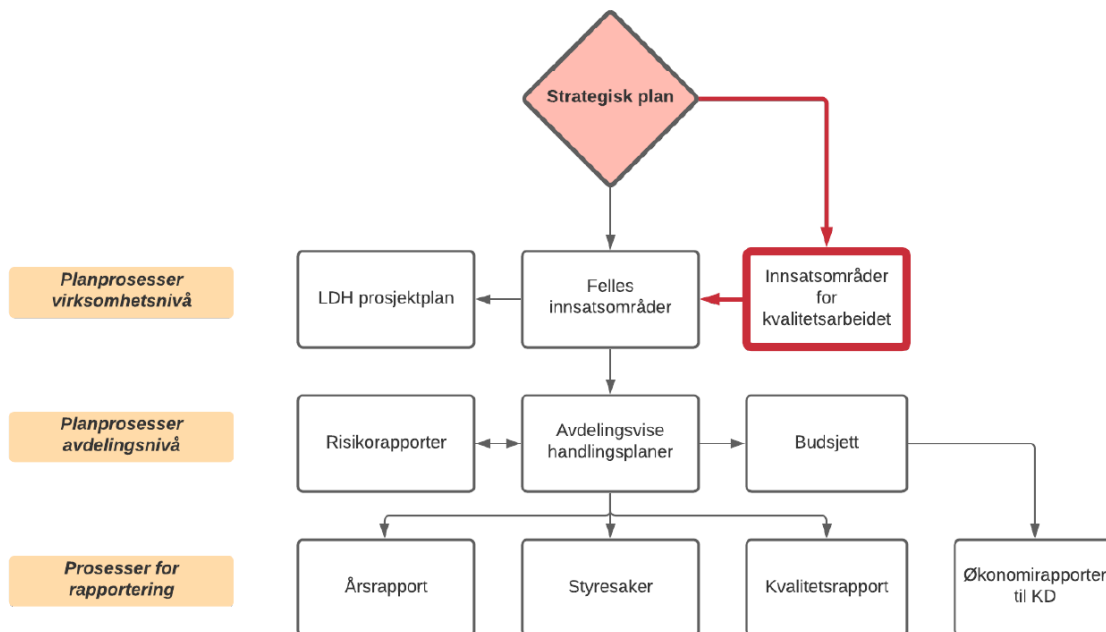 Strategisk plan
Planprosesser
virksomhetsnivå
LDH prosjektplan
Felles
innsatsområder
Innsatsområder
for
kvalitetsarbeidet
Planprosesser
avdelingsnivå
Risikorapporter
Avdelingsvise
handlingsplaner
Budsjett
Prosesser for
rapportering
Årsrapport
Styresaker
Kvalitetsrapport
Økonomirapporter
til KD